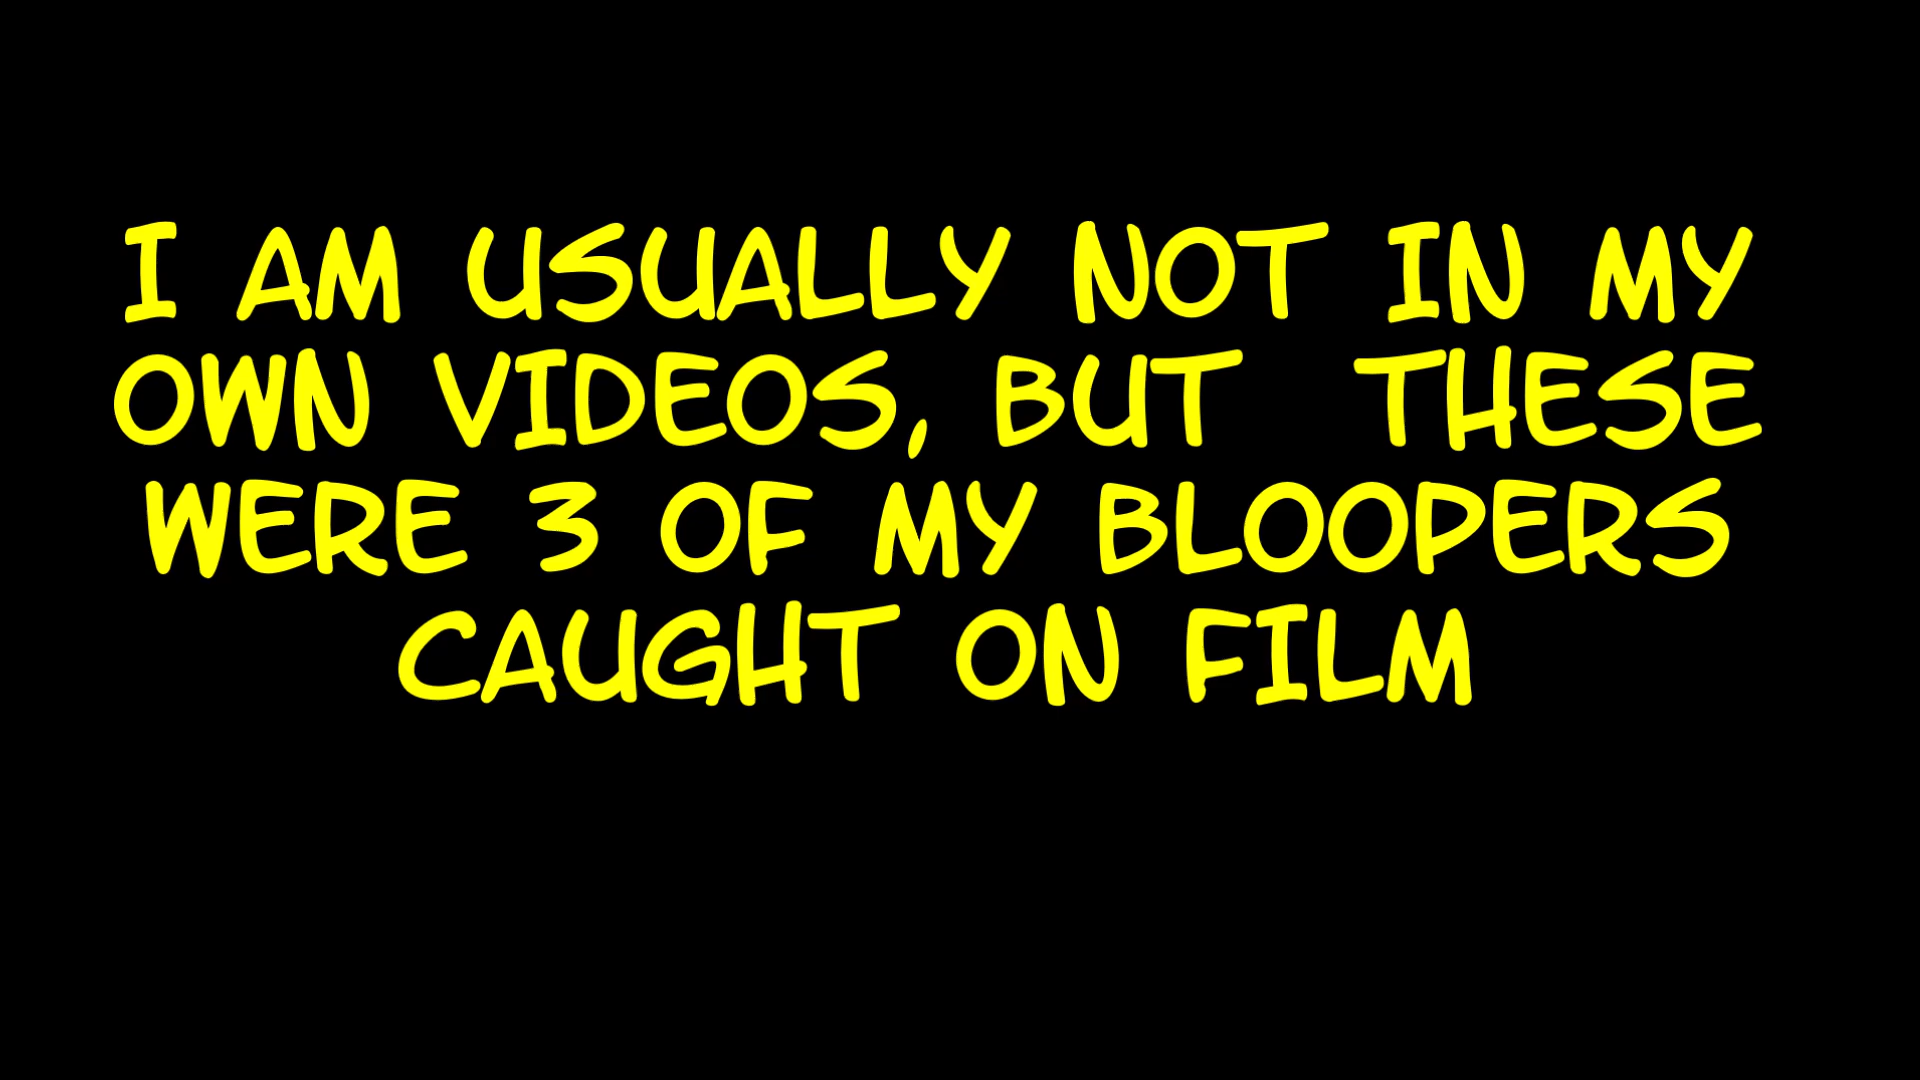 I AM USUALLY NOT IN MY
OWN VIDEOS, BUT THESE
WERE 3 OF MY BLOOPERS
CAUGHT ON FILM